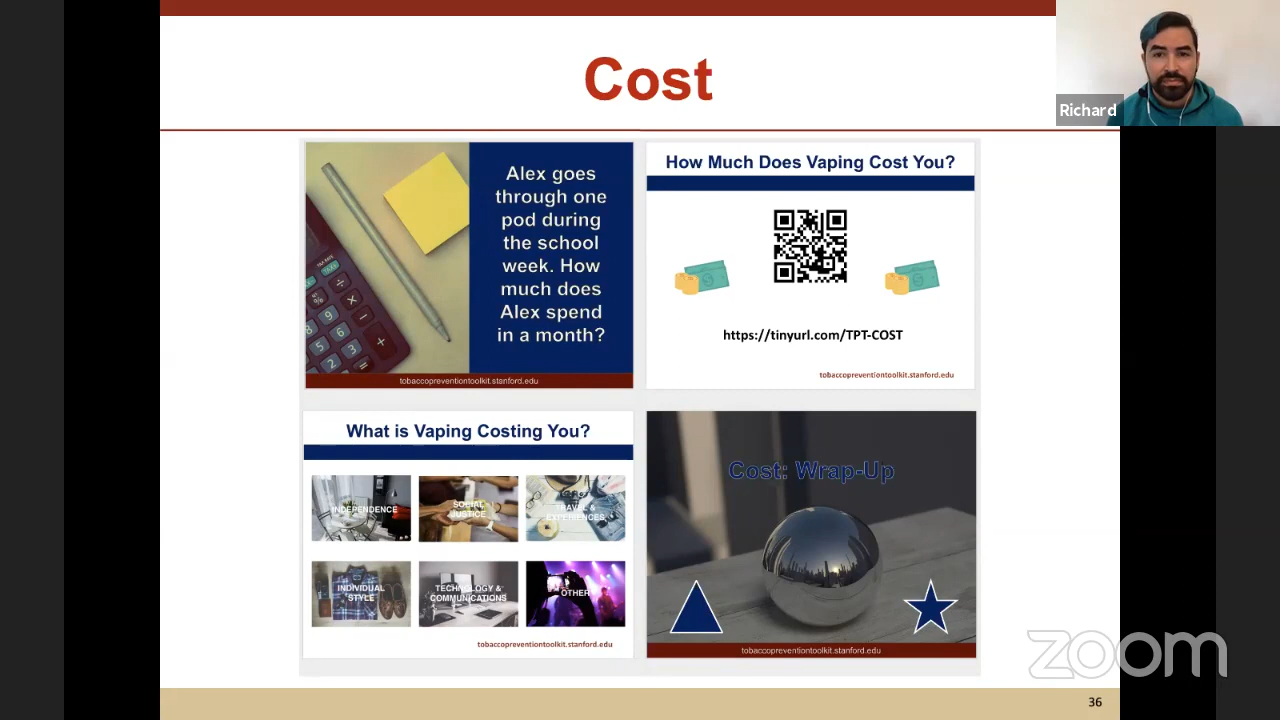 Cost
Richard
Alex goes
through one
pod during
the school
week. How
much does
Alex spend
in a month?
tobaccopreventiontoolkit.stanford.edu
How Much Does Vaping Cost You?
https://tinyurl.com/TPT-COST
tobaccopreventiontoolkit.stanford.edu
What is Vaping Costing You?
INDEPENDENCE
SOCIAL
JUSTICE
TRAVEL &
EXPERIENCES
INDIVIDUAL
STYLE
TECHNOLOGY &
COMMUNICATIONS
OTHER
tobaccopreventiontoolkit.stanford.edu
Cost: Wrap-Up
tobaccopreventiontoolkit.stanford.edu
zoom
36